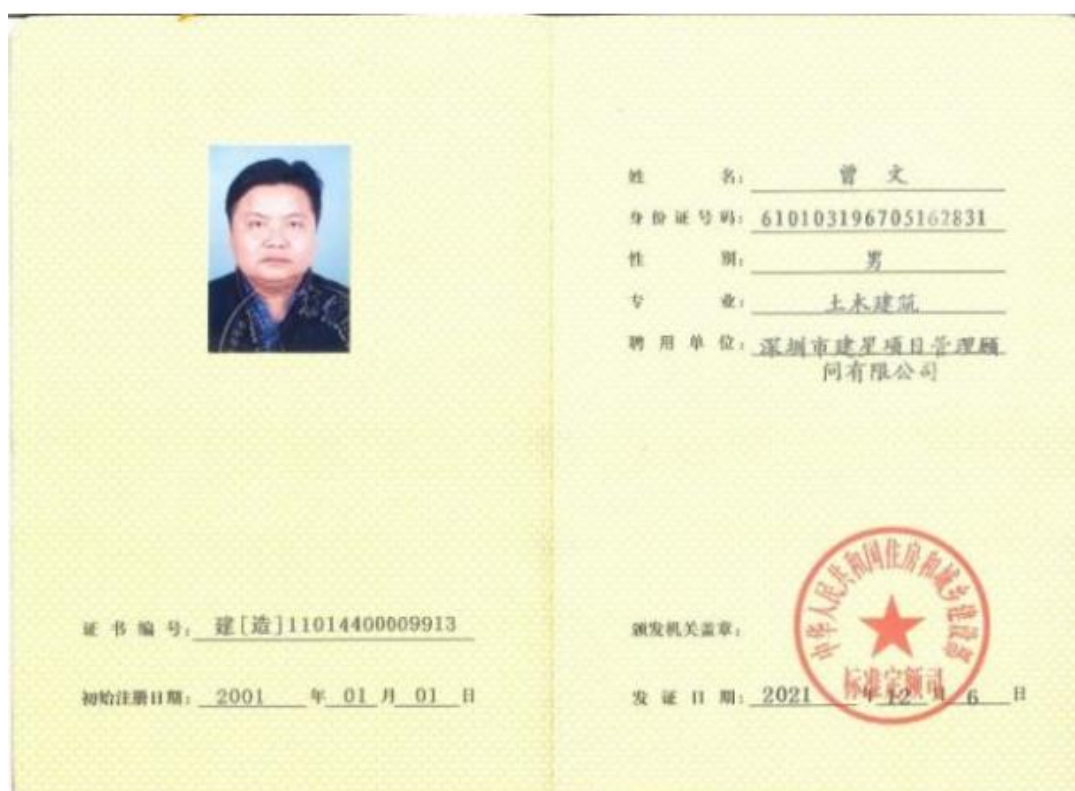 姓 名: 曾 文
身份证号码: 610103196705162831
性 别: 男
专 业: 土木建筑
聘用单位: 深圳市建星项目管理顾
问有限公司
证书编号: 建[造]11014400009913
初始注册日期: 2001 年 01 月 01 日
中华人民共和国住房和城乡建设部
标准定额司
颁发机关盖章:
发证日期: 2021 年 12 月 6 日